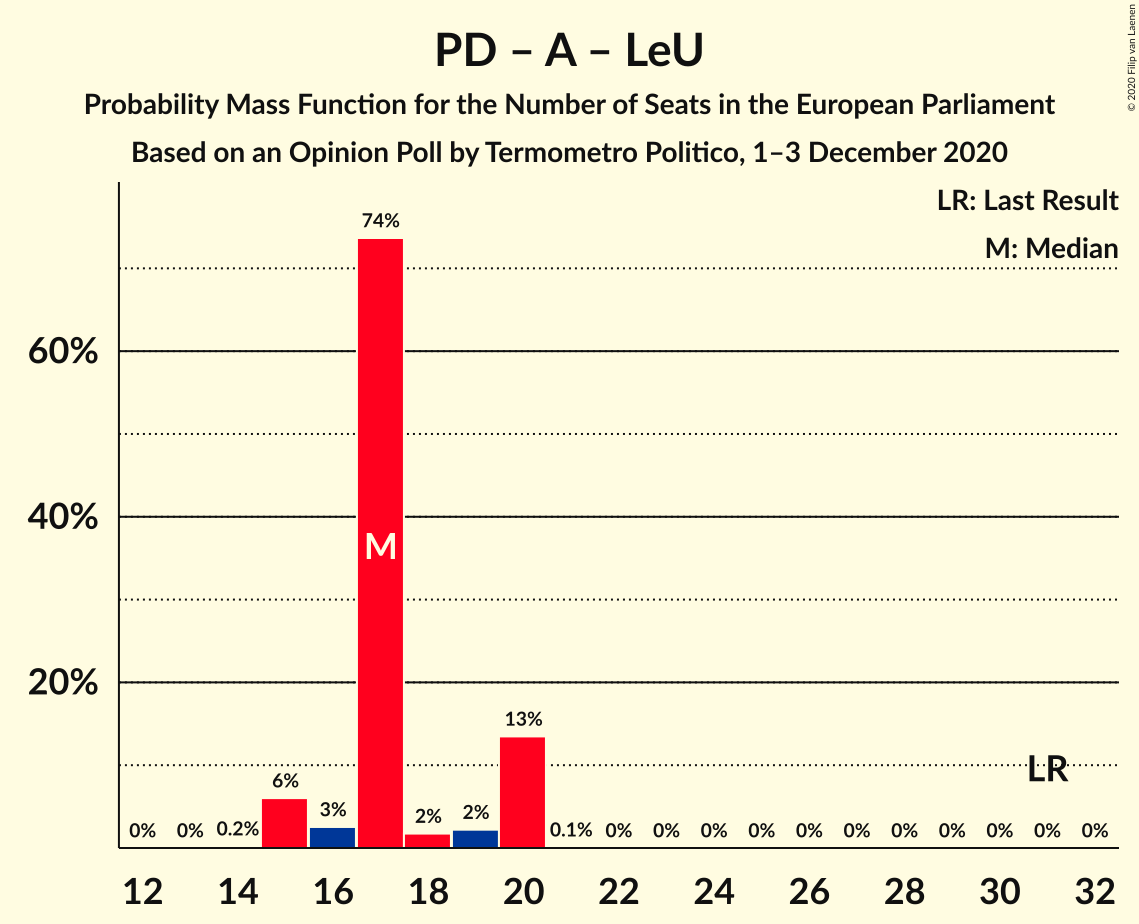 PD – A – LeU
Probability Mass Function for the Number of Seats in the European Parliament
Based on an Opinion Poll by Termometro Politico, 1–3 December 2020
© 2020 Filip van Laenen
LR: Last Result
M: Median
60%
40%
20%
0% 0% 0.2% 6% 3% 74% 2% 2% 13% 0.1% 0% 0% 0% 0% 0% 0% 0% 0% 0% 0% 0%
M
LR
12 14 16 18 20 22 24 26 28 30 32